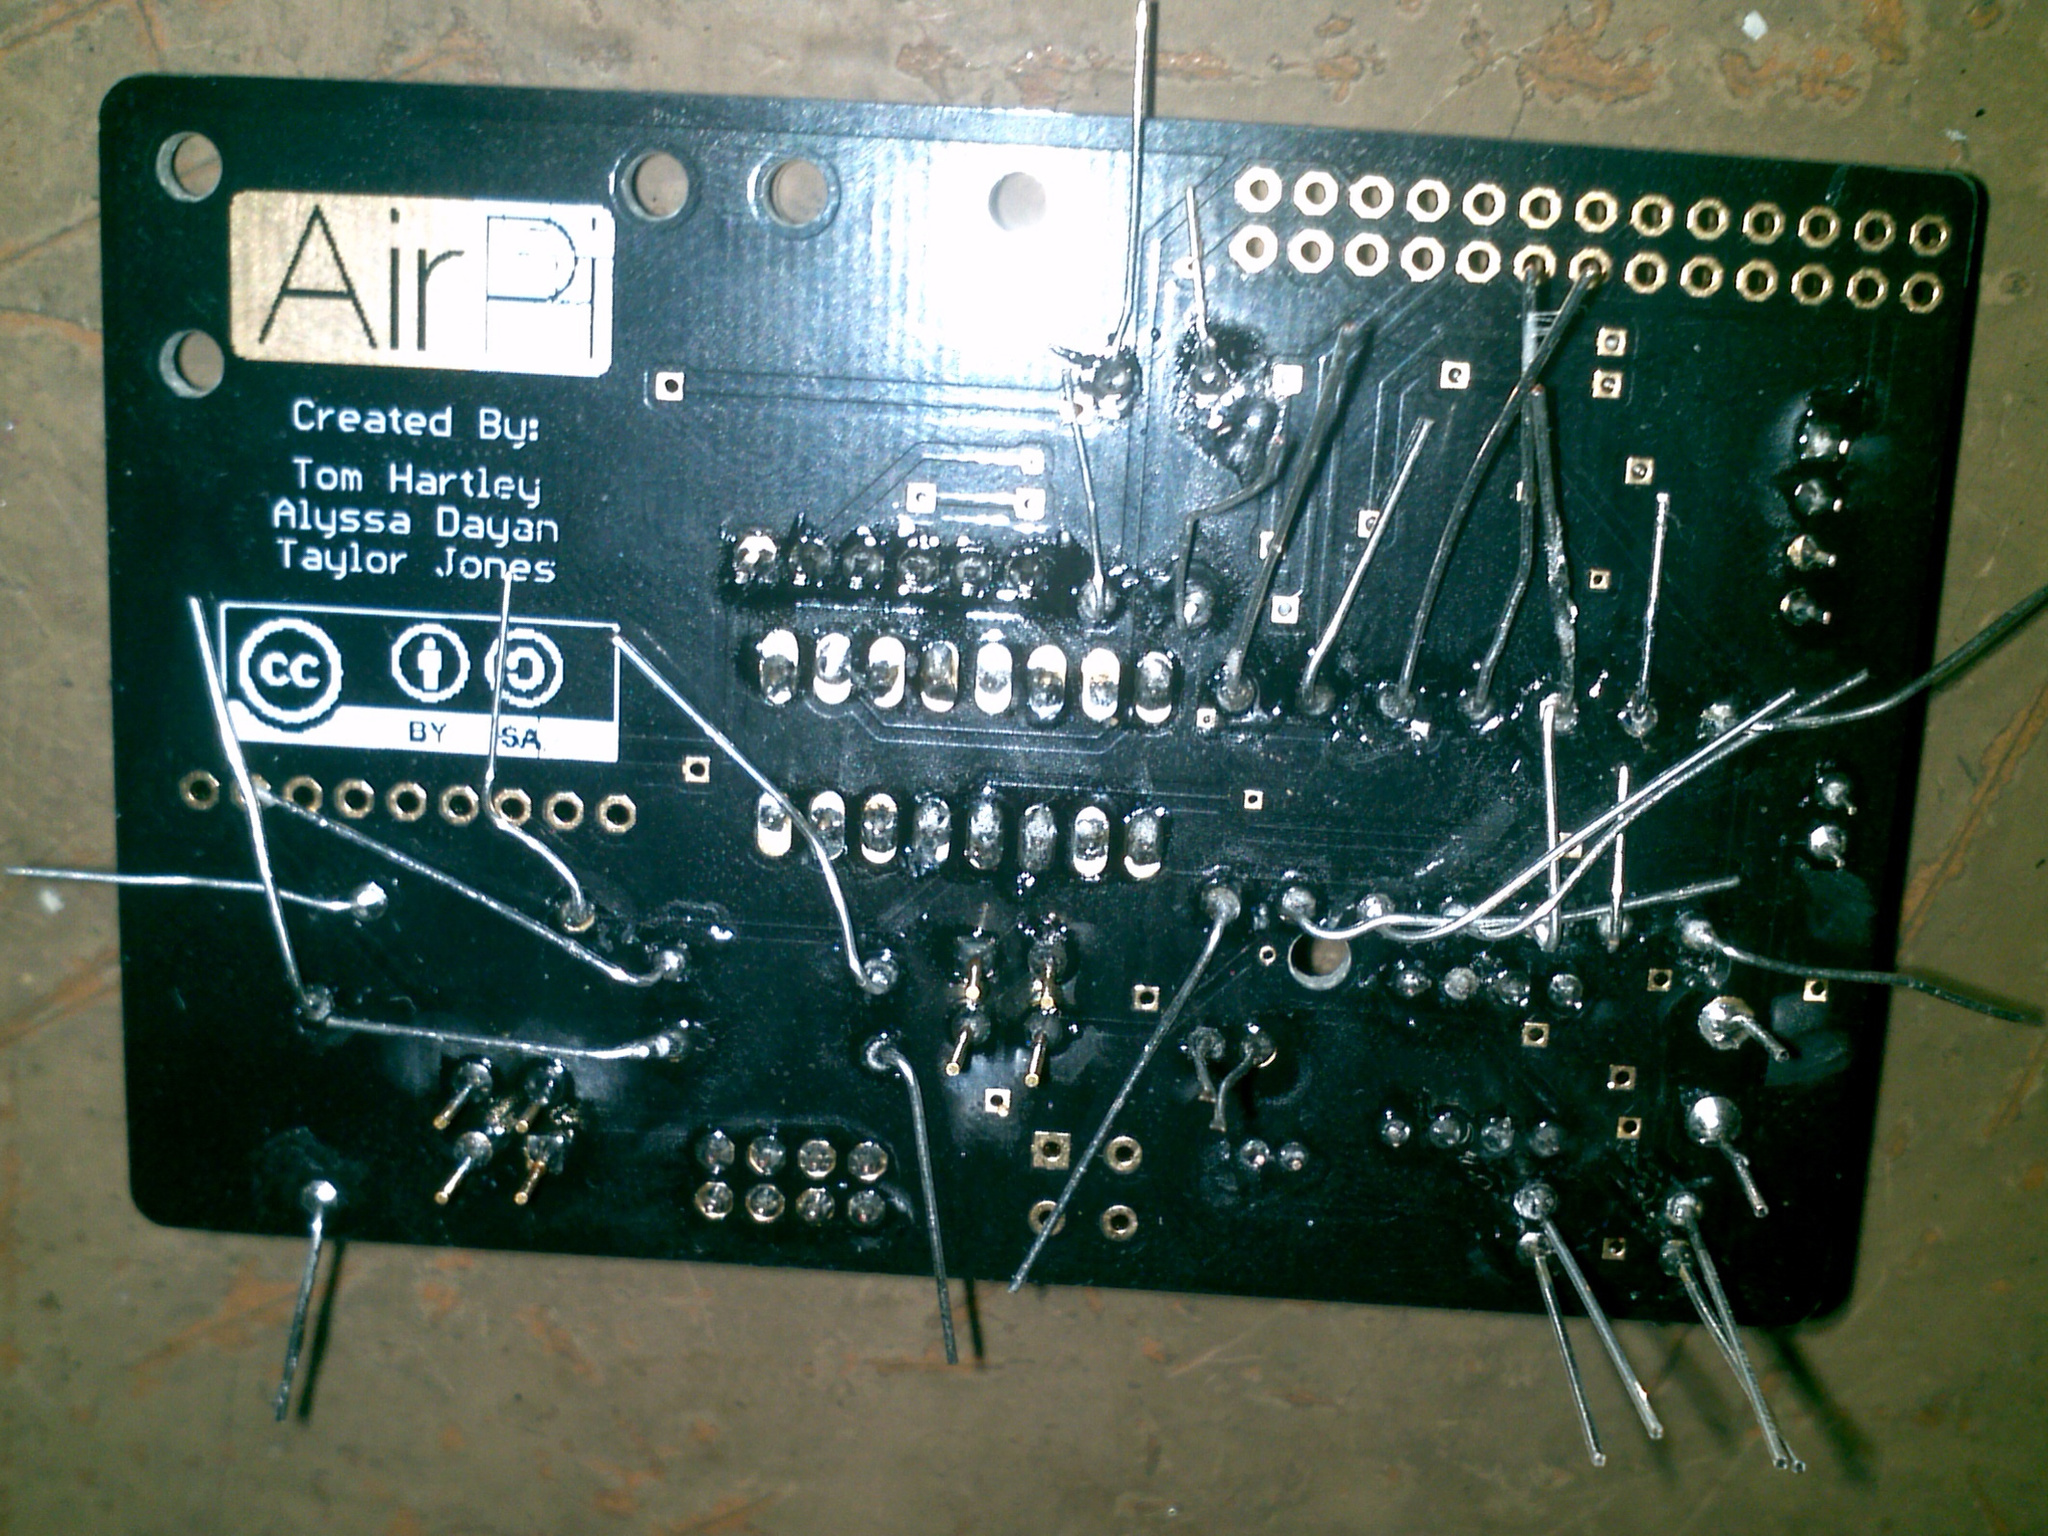 AirPi
Created By:
Tom Hartley
Alyssa Dayan
Taylor Jones
cc
BY SA